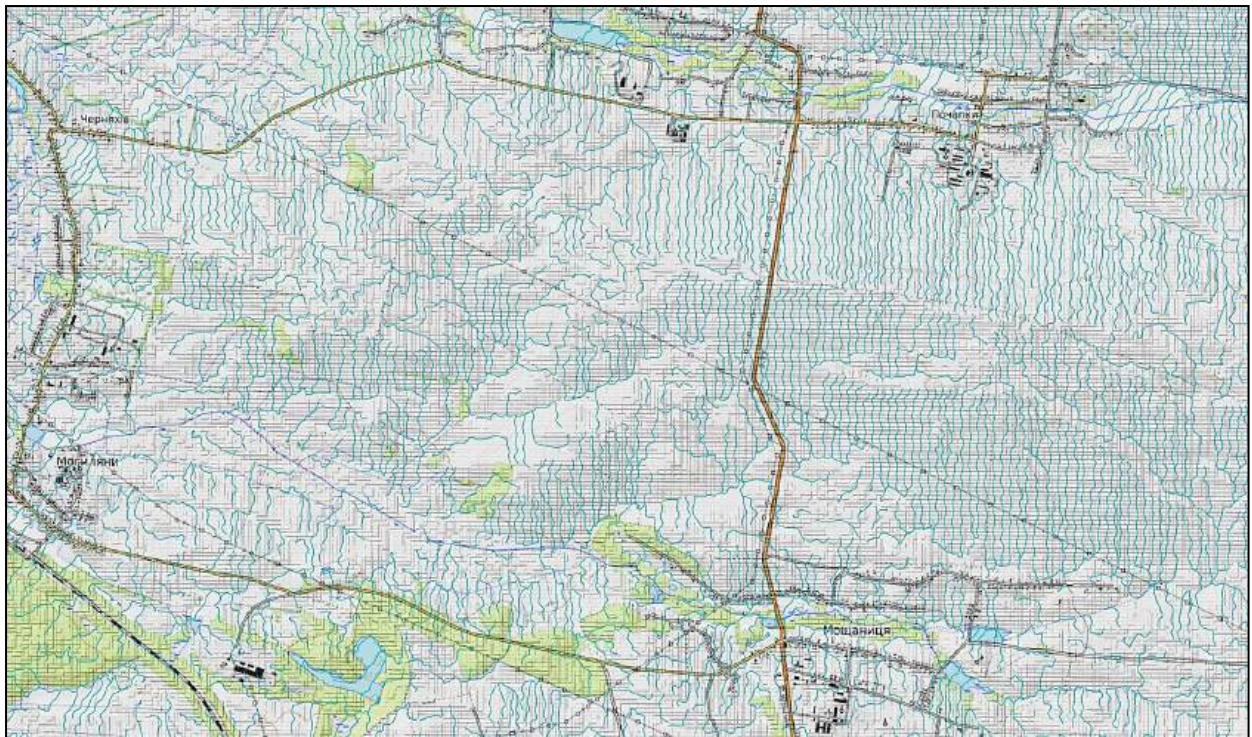 Черняхів
Почапки
Могиляни
Мощаниця